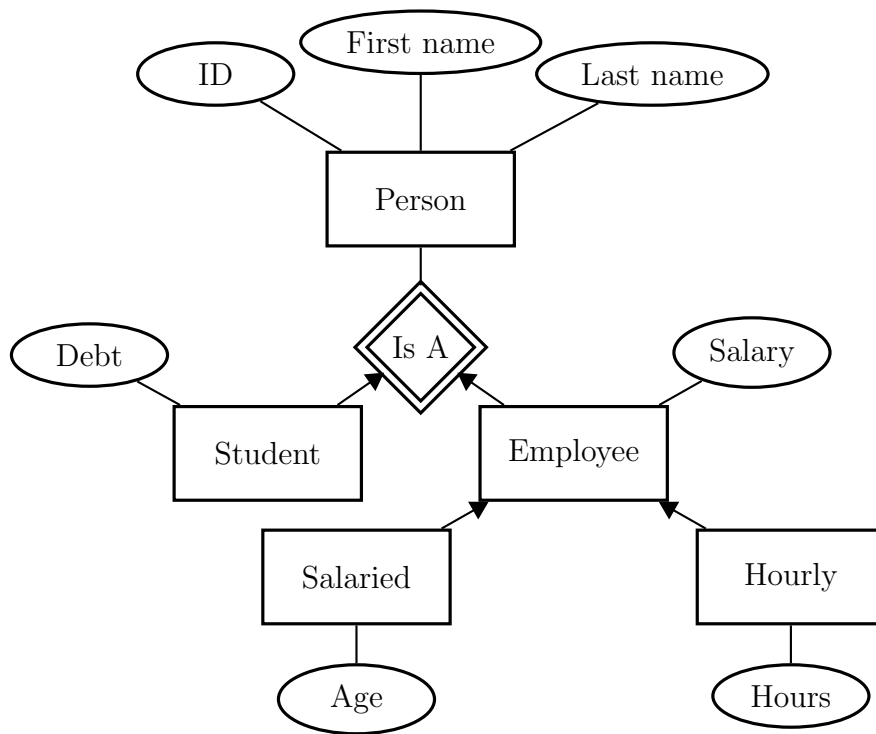 First name
ID
Last name
Person
Is A
Debt
Salary
Student
Employee
Salaried
Hourly
Age
Hours